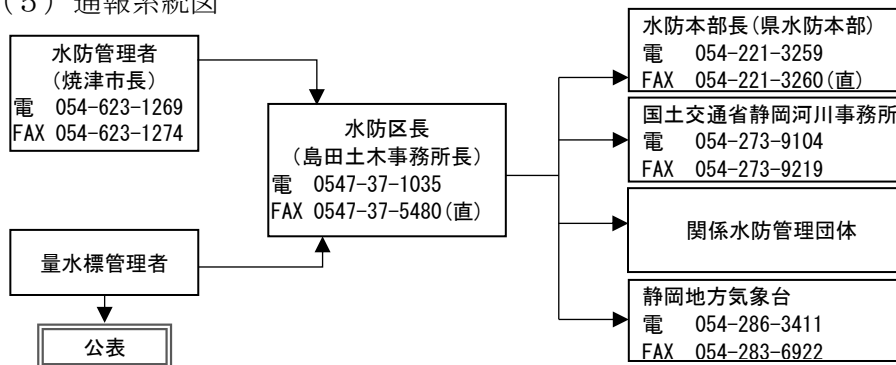 (5)通報系統図
水防管理者
(焼津市長)
電 054-623-1269
FAX 054-623-1274
水防区長
(島田土木事務所長)
電 0547-37-1035
FAX 0547-37-5480(直)
量水標管理者
公表
水防本部長(県水防本部)
電 054-221-3259
FAX 054-221-3260(直)
国土交通省静岡河川事務所
電 054-273-9104
FAX 054-273-9219
関係水防管理団体
静岡地方気象台
電 054-286-3411
FAX 054-283-6922